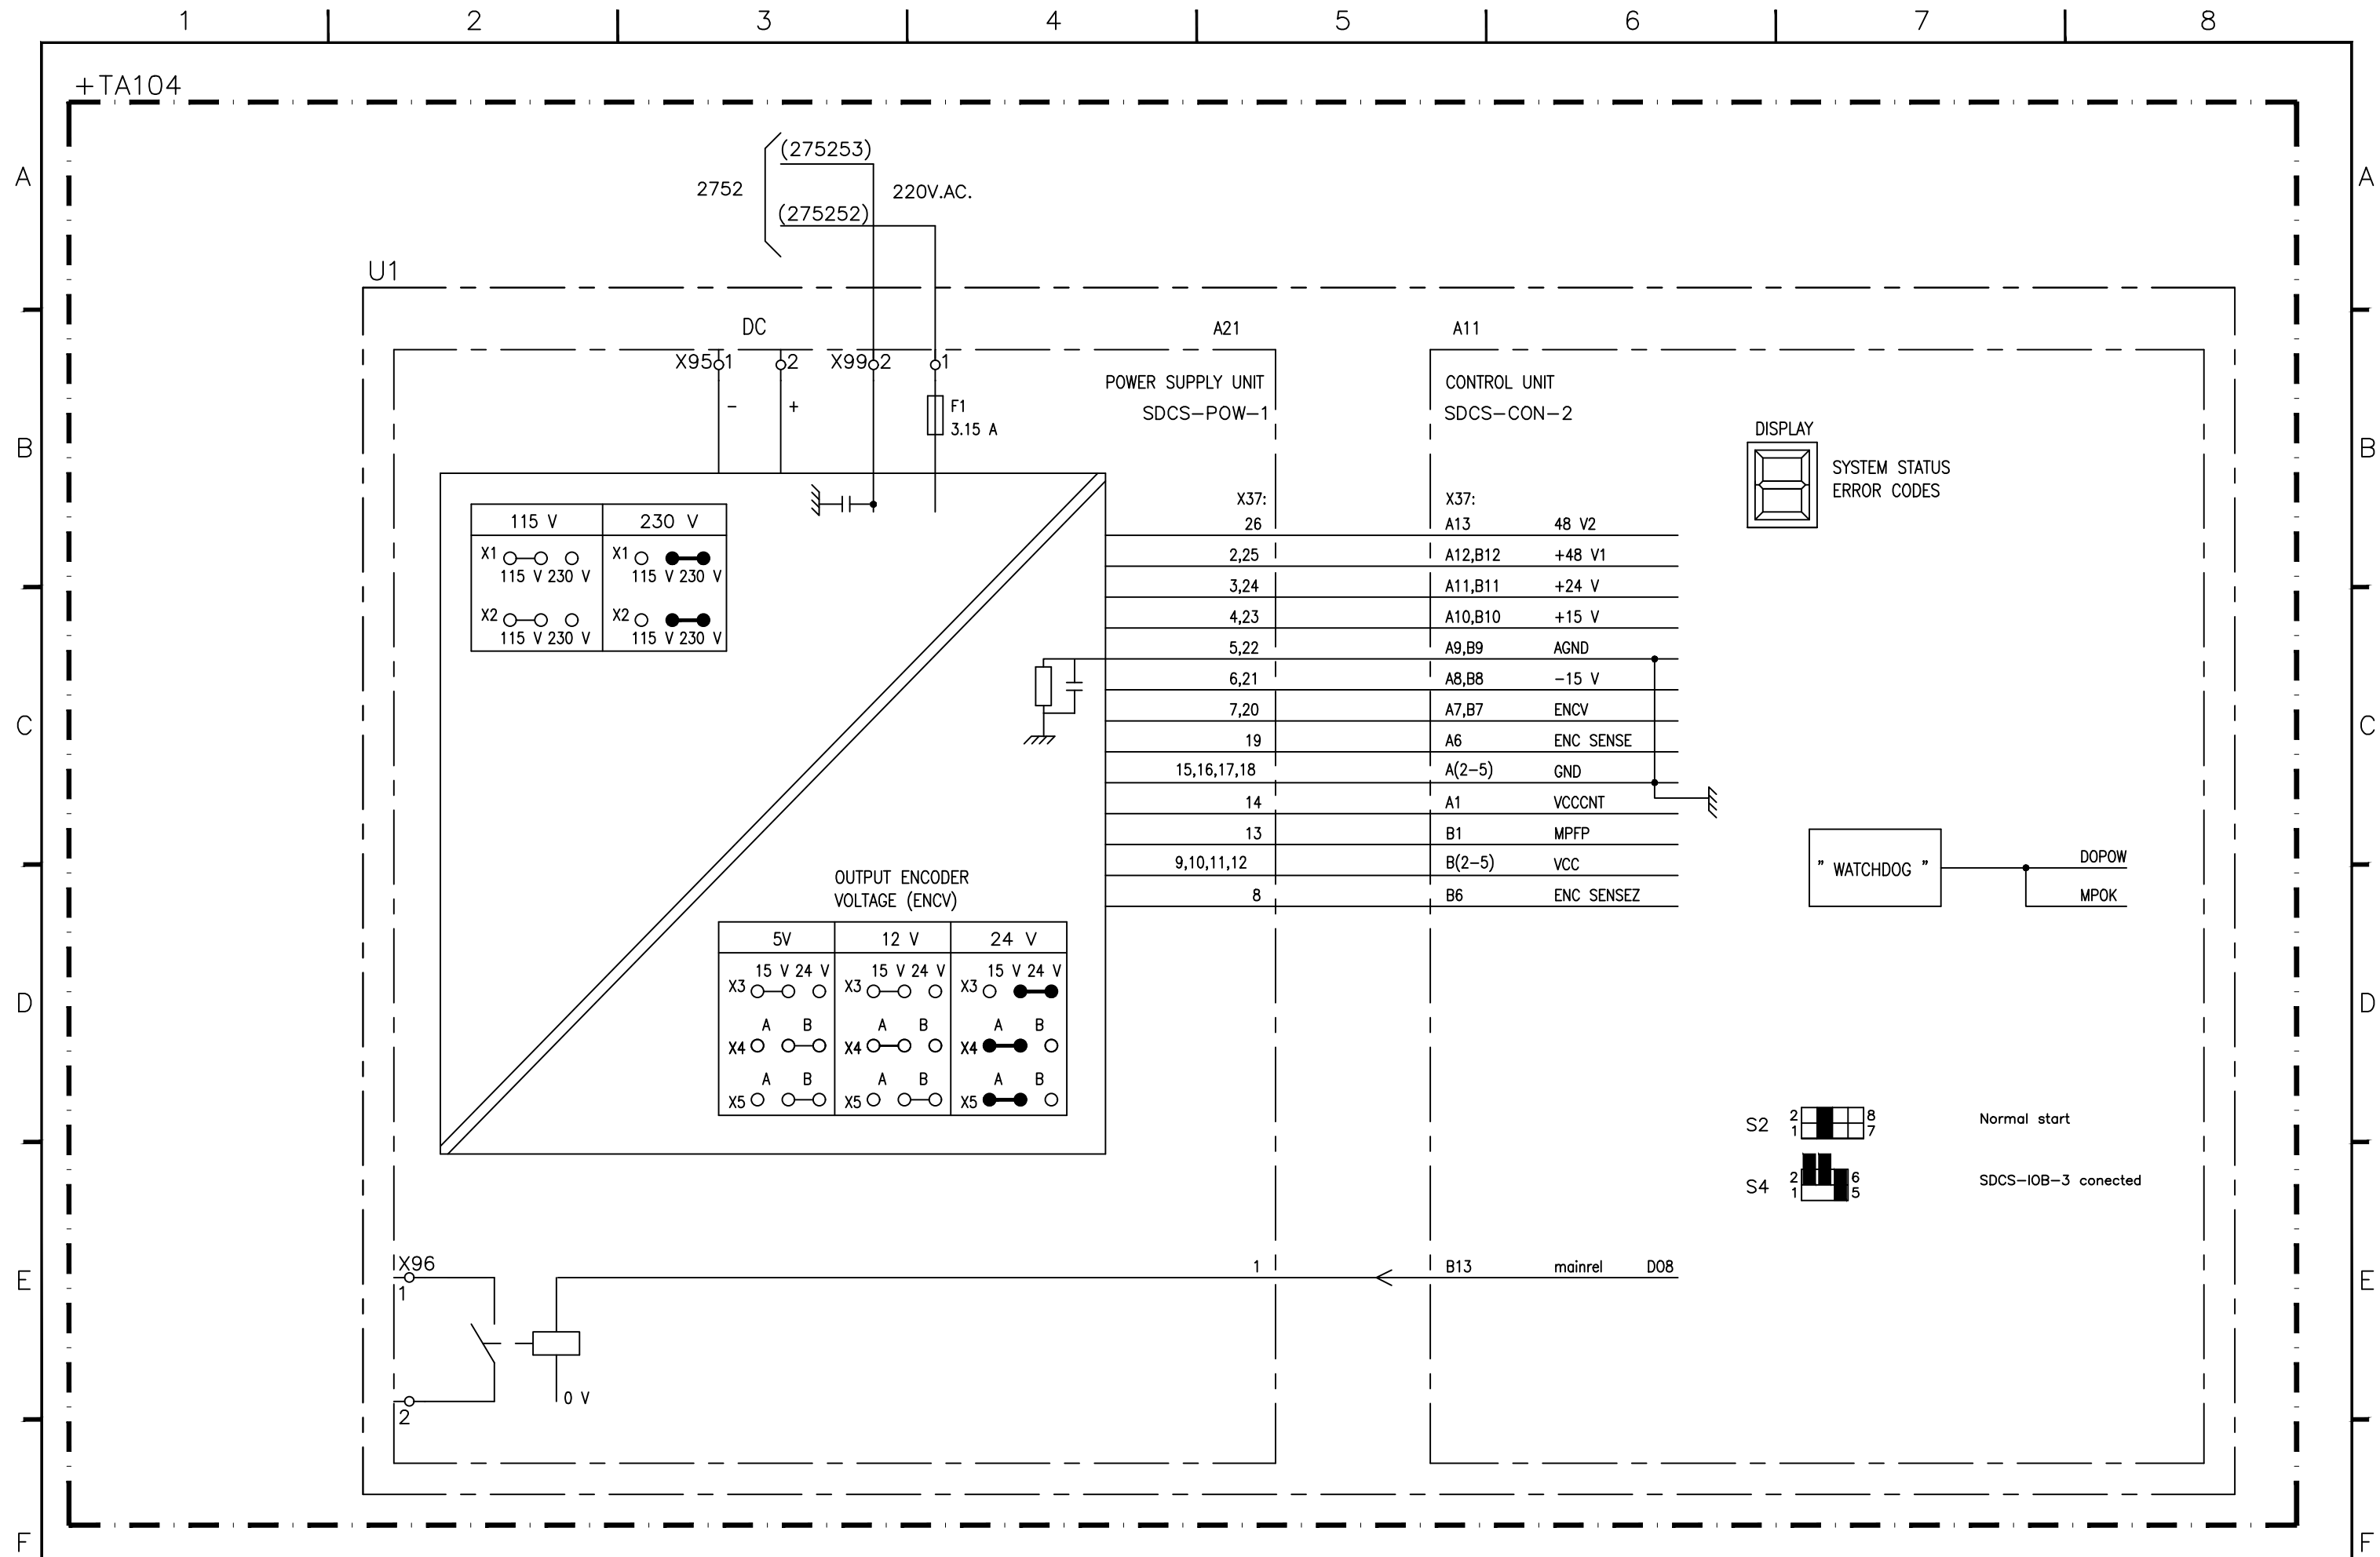 1 2 3 4 5 6 7 8
+TA104
A A
(275253)
2752 220V.AC.
(275252)
U1
DC A21 A11
X95 1 2 X99 2 1
POWER SUPPLY UNIT CONTROL UNIT
SDCS-POW-1 SDCS-CON-2
- +
F1
3.15 A
B B
DISPLAY
SYSTEM STATUS
ERROR CODES
X37: X37:
115 V 230 V
X1 X1
115 V 230 V 115 V 230 V
X2 X2
115 V 230 V 115 V 230 V
26 A13 48 V2
2,25 A12,B12 +48 V1
3,24 A11,B11 +24 V
4,23 A10,B10 +15 V
5,22 A9,B9 AGND
6,21 A8,B8 -15 V
7,20 A7,B7 ENCV
C C
19 A6 ENC SENSE
15,16,17,18 A(2-5) GND
14 A1 VCCCNT
13 B1 MPFP
9,10,11,12 B(2-5) VCC
8 B6 ENC SENSEZ
" WATCHDOG "
DOPOW
MPOK
OUTPUT ENCODER
VOLTAGE (ENCV)
5V 12 V 24 V
15 V 24 V 15 V 24 V 15 V 24 V
X3 X3 X3
D D
A B A B A B
X4 X4 X4
A B A B A B
X5 X5 X5
S2 2 8 Normal start
1 7
S4 2 6 SDCS-IOB-3 conected
1 5
X96
1
E E
1 B13 mainrel DO8
0 V
2
F F